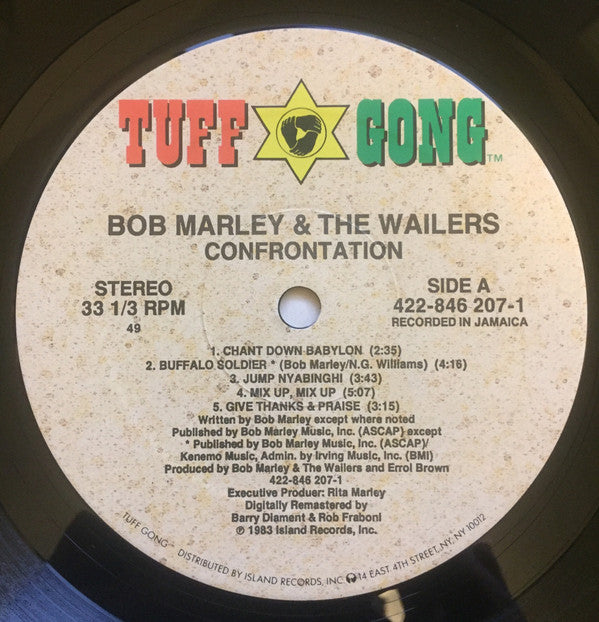 TUFF GONG TM
BOB MARLEY & THE WAILERS
CONFRONTATION
STEREO
33 1/3 RPM
49
SIDE A
422-846 207-1
RECORDED IN JAMAICA
1. CHANT DOWN BABYLON (2:35)
2. BUFFALO SOLDIER * (Bob Marley/N.G. Williams) (4:16)
3. JUMP NYABINGHI (3:43)
4. MIX UP, MIX UP (5:07)
5. GIVE THANKS & PRAISE (3:15)
Written by Bob Marley except where noted
Published by Bob Marley Music, Inc. (ASCAP) except
* Published by Bob Marley Music, Inc. (ASCAP)/
Kenemo Music, Admin. by Irving Music, Inc. (BMI)
Produced by Bob Marley & The Wailers and Errol Brown
422-846 207-1
Executive Producer: Rita Marley
Digitally Remastered by
Barry Diament & Rob Fraboni
℗ 1983 Island Records, Inc.
TUFF GONG – DISTRIBUTED BY ISLAND RECORDS, INC. 14 EAST 4TH STREET, NY, NY 10012